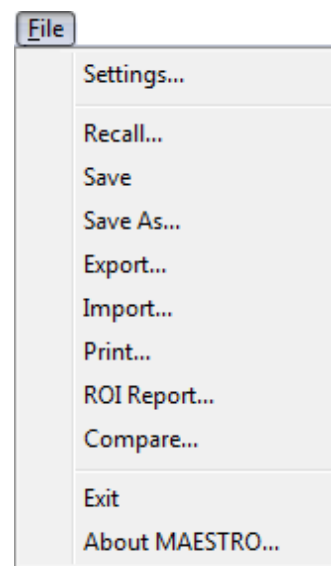 File
Settings...
Recall...
Save
Save As...
Export...
Import...
Print...
ROI Report...
Compare...
Exit
About MAESTRO...